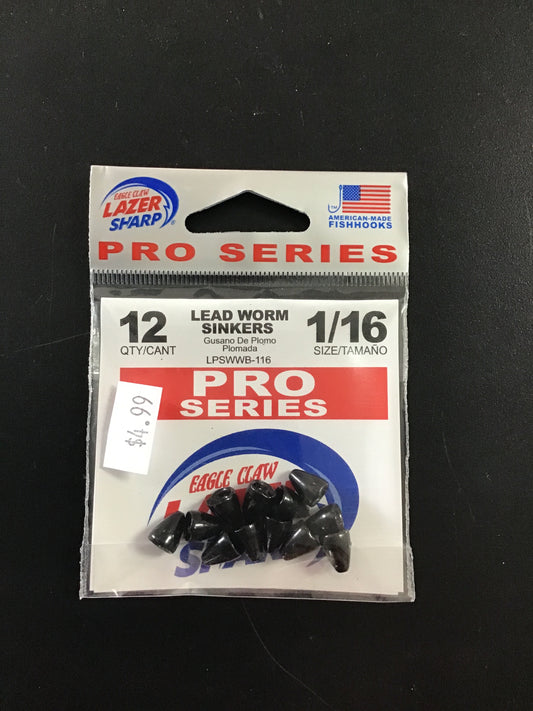 EAGLE CLAW
LAZER
SHARP®
™
AMERICAN-MADE
FISHHOOKS
PRO SERIES
12
QTY/CANT
LEAD WORM
SINKERS
Gusano De Plomo
Plomada
LPSWWB-116
1/16
SIZE/TAMAÑO
PRO
SERIES
$4.99
EAGLE CLAW